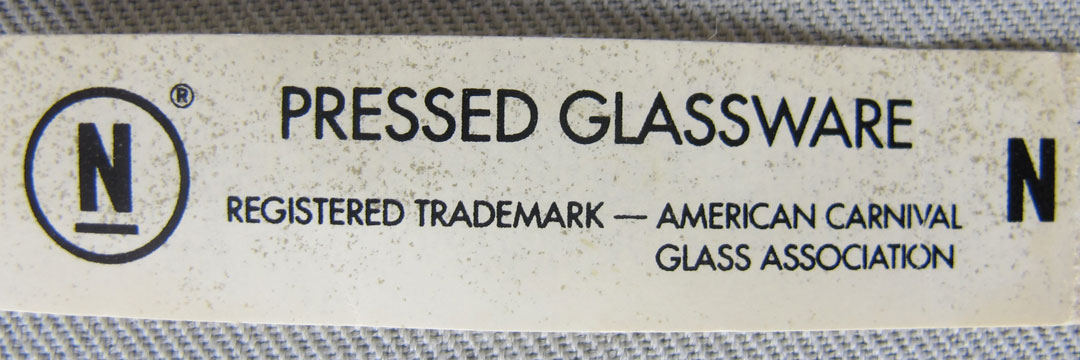 N ®
PRESSED GLASSWARE
N
REGISTERED TRADEMARK — AMERICAN CARNIVAL
GLASS ASSOCIATION